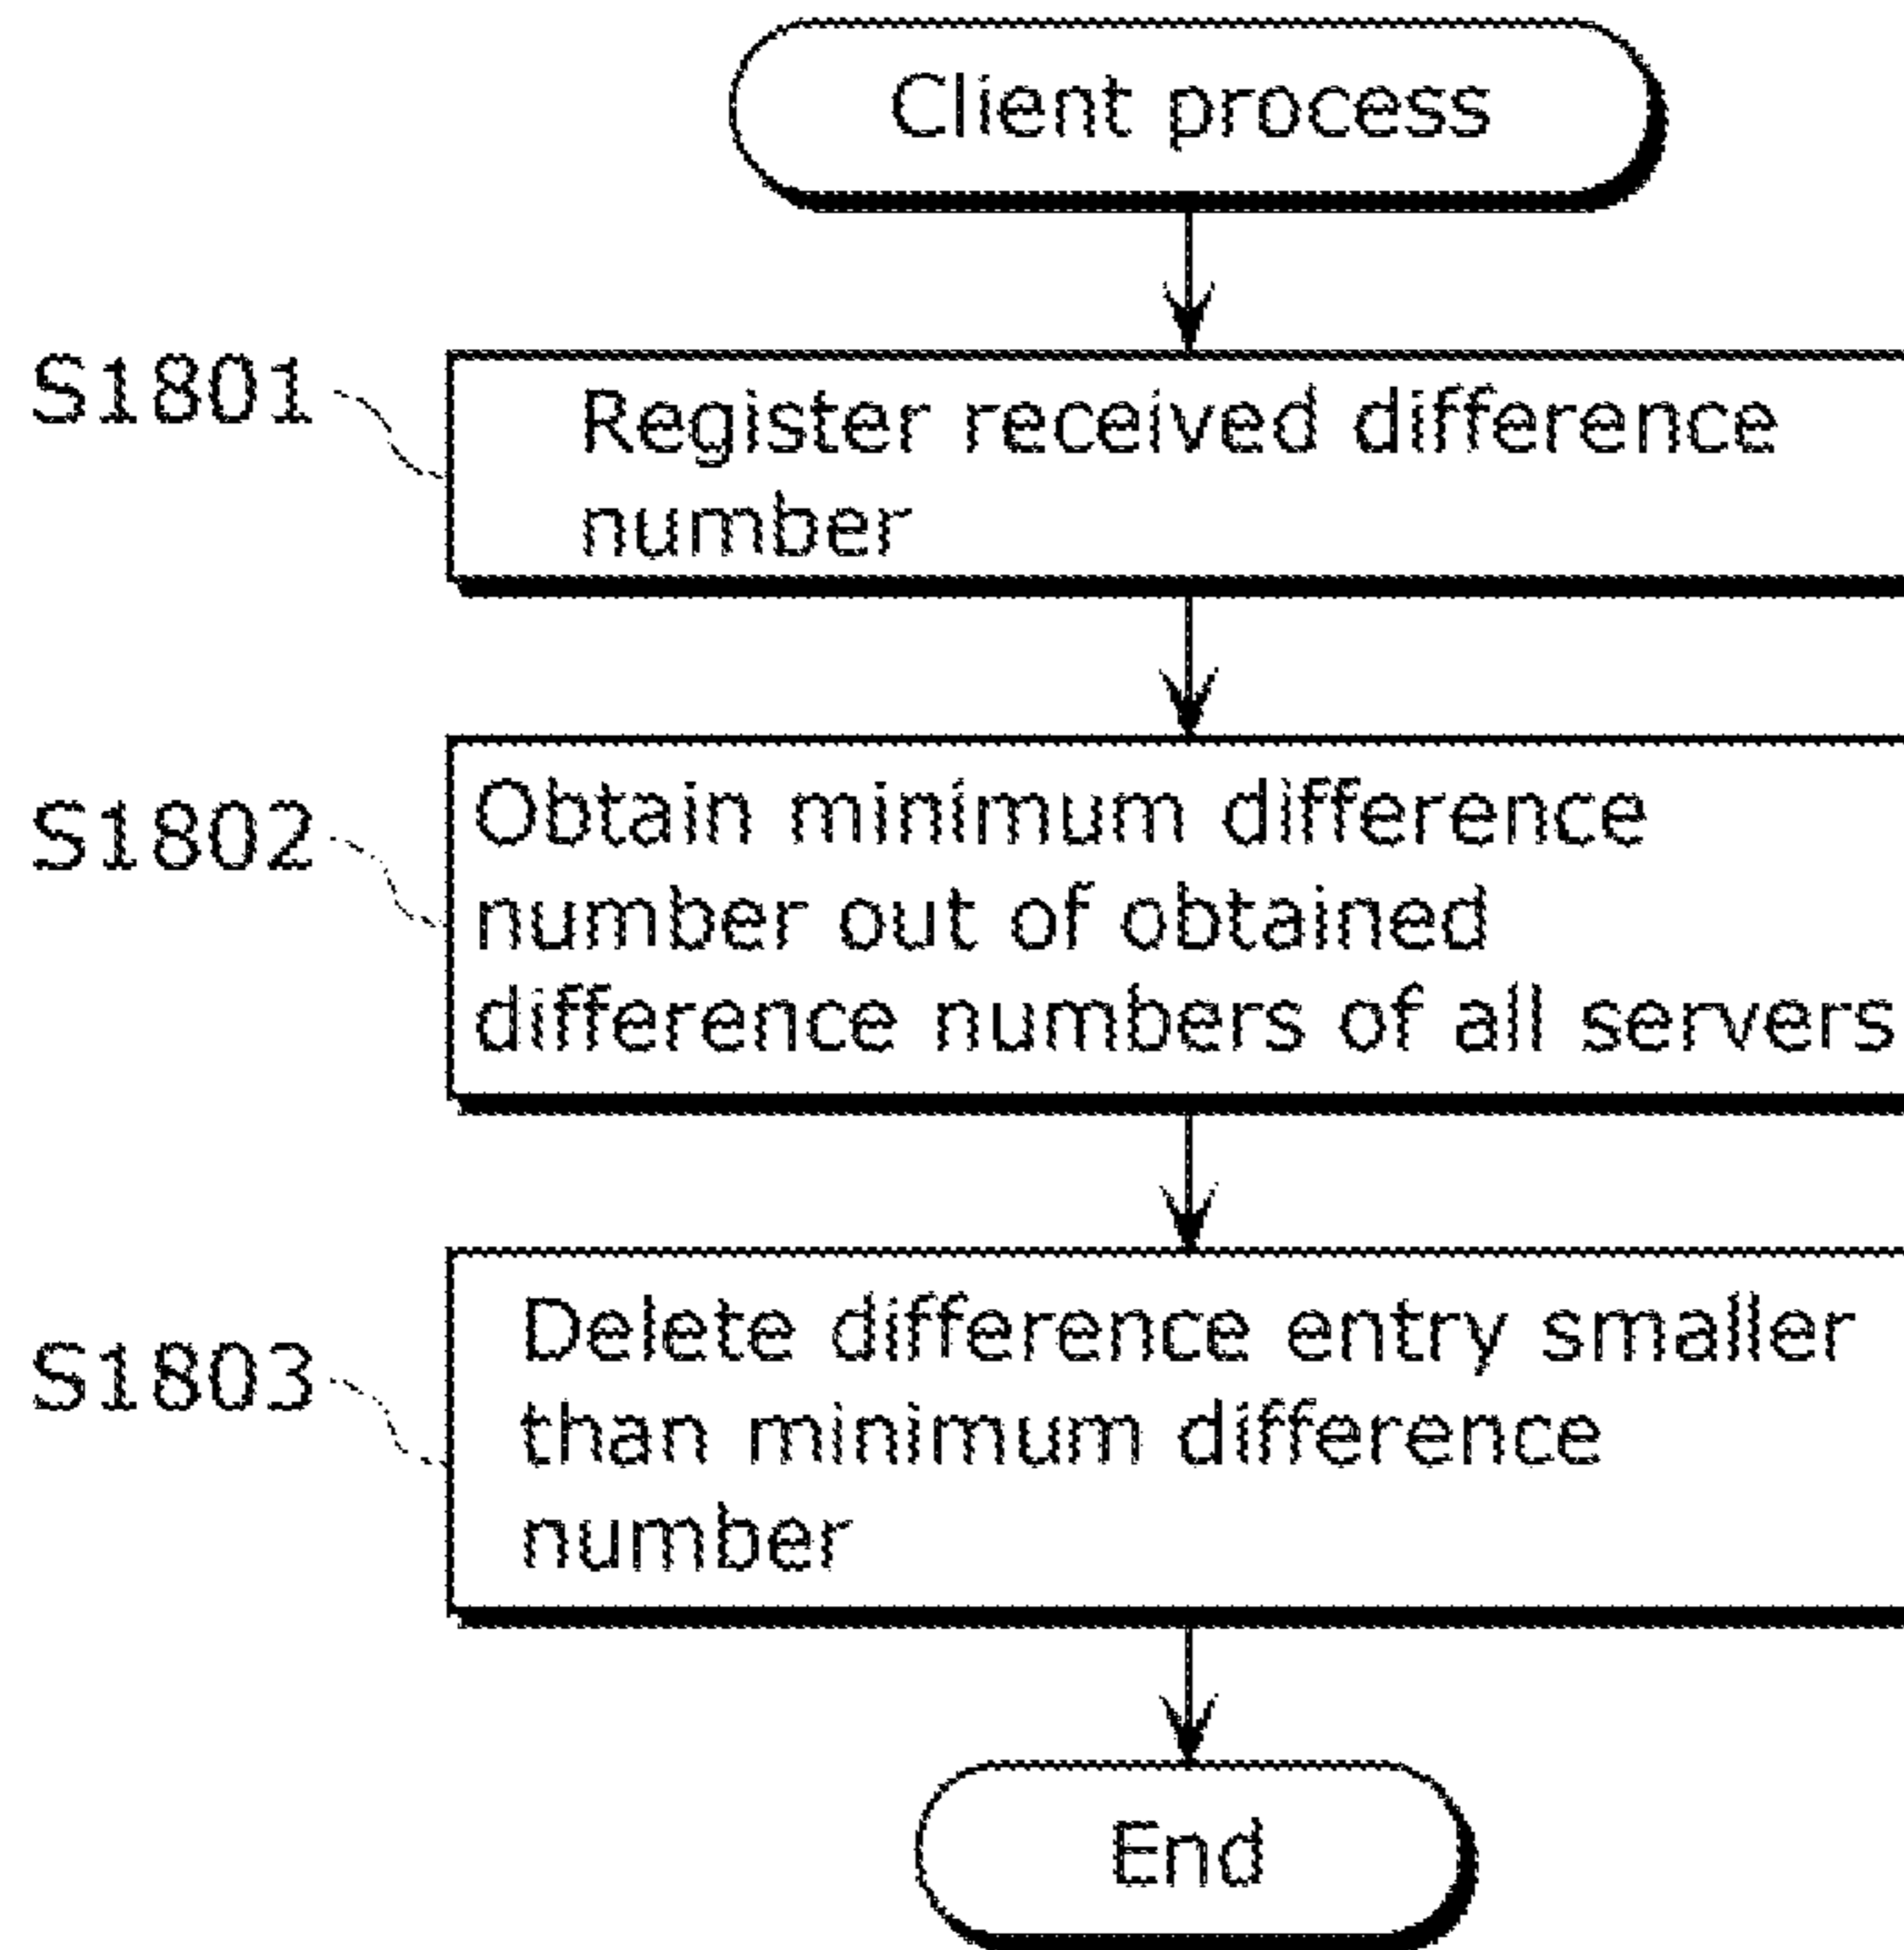 Client process
S1801
Register received difference
number
S1802
Obtain minimum difference
number out of obtained
difference numbers of all servers
S1803
Delete difference entry smaller
than minimum difference
number
End